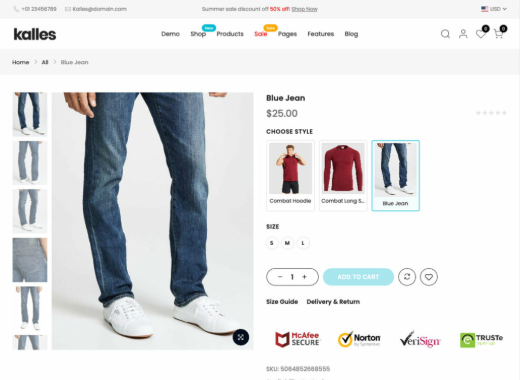 +01 23456789 Kalles@domain.com Summer sale discount off 50% off! Shop Now USD
kalles Demo Shop New Products Sale New Pages Features Blog 0 0
Home > All > Blue Jean
Blue Jean
$25.00
CHOOSE STYLE
Combat Hoodie Combat Long S... Blue Jean
SIZE
S M L
− 1 + ADD TO CART
Size Guide Delivery & Return
McAfee SECURE Norton by Symantec VeriSign TRUSTe
SKU: 5064852668555